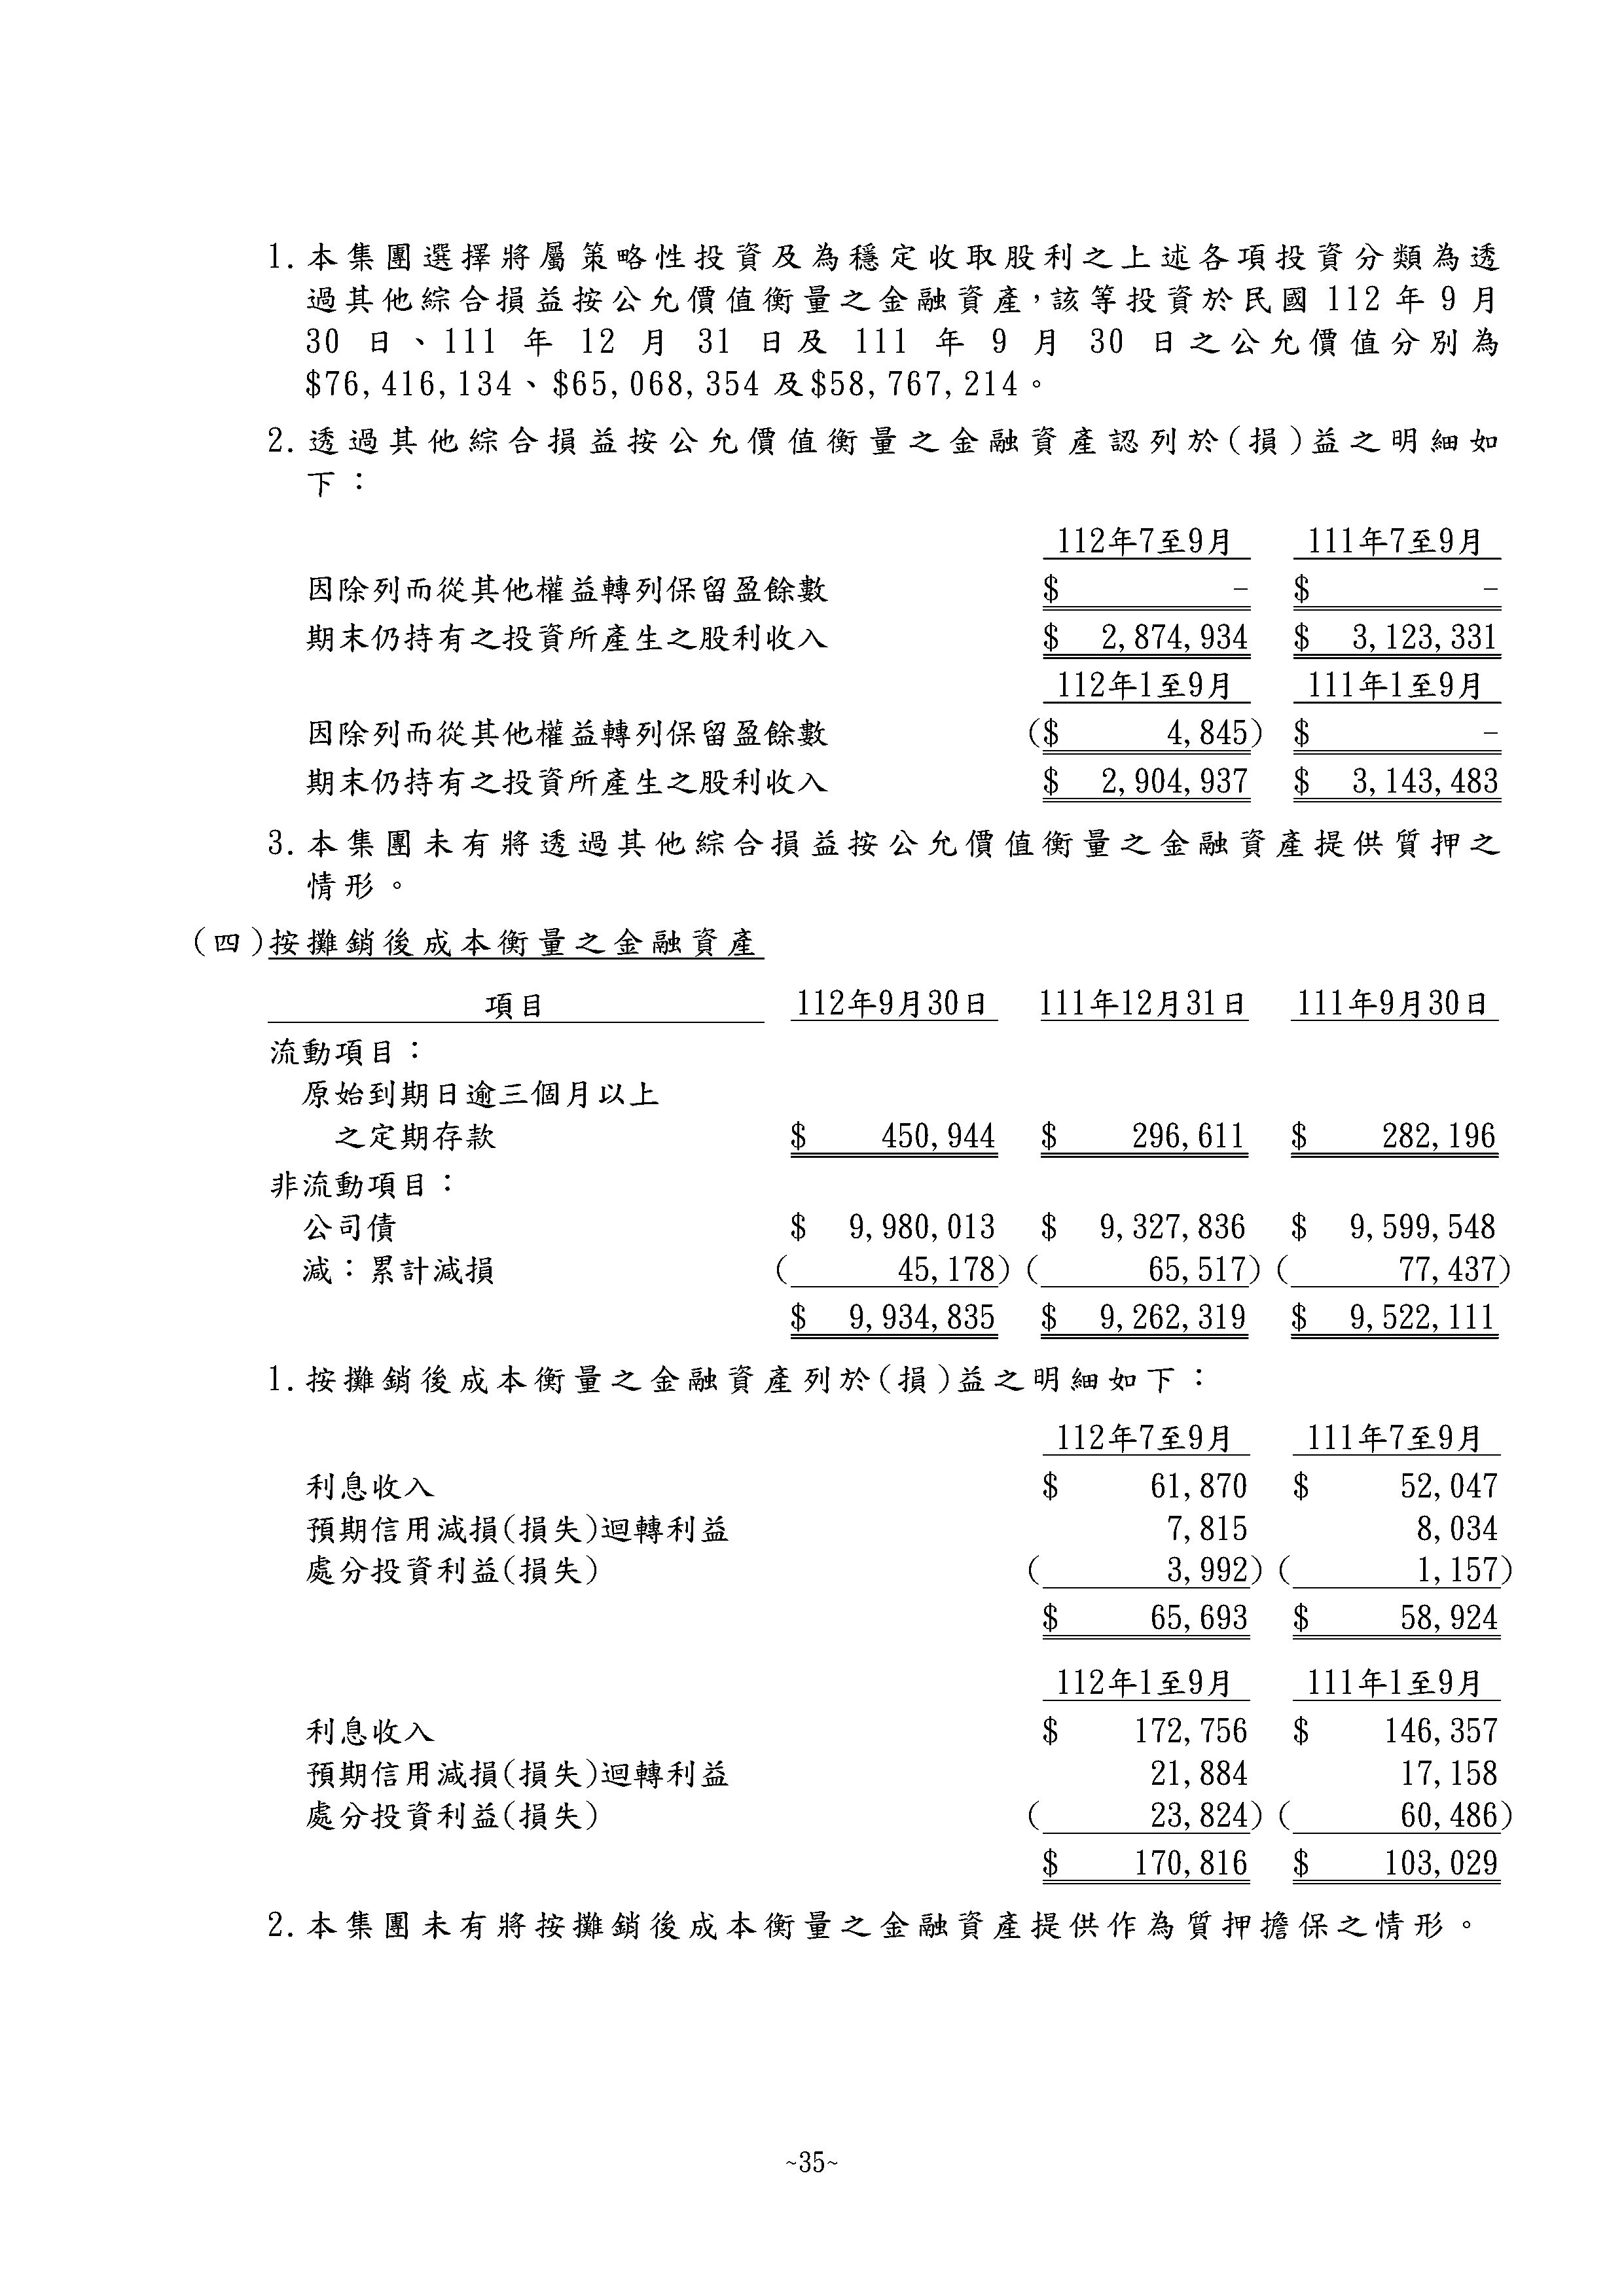 1.本集團選擇將屬策略性投資及為穩定收取股利之上述各項投資分類為透
過其他綜合損益按公允價值衡量之金融資產，該等投資於民國 112 年 9 月
30 日、111 年 12 月 31 日及 111 年 9 月 30 日之公允價值分別為
$76,416,134、$65,068,354 及$58,767,214。
2.透過其他綜合損益按公允價值衡量之金融資產認列於(損)益之明細如
下：
112年7至9月 111年7至9月
因除列而從其他權益轉列保留盈餘數 $ - $ -
期末仍持有之投資所產生之股利收入 $ 2,874,934 $ 3,123,331
112年1至9月 111年1至9月
因除列而從其他權益轉列保留盈餘數 ($ 4,845) $ -
期末仍持有之投資所產生之股利收入 $ 2,904,937 $ 3,143,483
3.本集團未有將透過其他綜合損益按公允價值衡量之金融資產提供質押之
情形。
(四)按攤銷後成本衡量之金融資產
項目 112年9月30日 111年12月31日 111年9月30日
流動項目：
原始到期日逾三個月以上
之定期存款 $ 450,944 $ 296,611 $ 282,196
非流動項目：
公司債 $ 9,980,013 $ 9,327,836 $ 9,599,548
減：累計減損 ( 45,178) ( 65,517) ( 77,437)
$ 9,934,835 $ 9,262,319 $ 9,522,111
1.按攤銷後成本衡量之金融資產列於(損)益之明細如下：
112年7至9月 111年7至9月
利息收入 $ 61,870 $ 52,047
預期信用減損(損失)迴轉利益 7,815 8,034
處分投資利益(損失) ( 3,992) ( 1,157)
$ 65,693 $ 58,924
112年1至9月 111年1至9月
利息收入 $ 172,756 $ 146,357
預期信用減損(損失)迴轉利益 21,884 17,158
處分投資利益(損失) ( 23,824) ( 60,486)
$ 170,816 $ 103,029
2.本集團未有將按攤銷後成本衡量之金融資產提供作為質押擔保之情形。
~35~